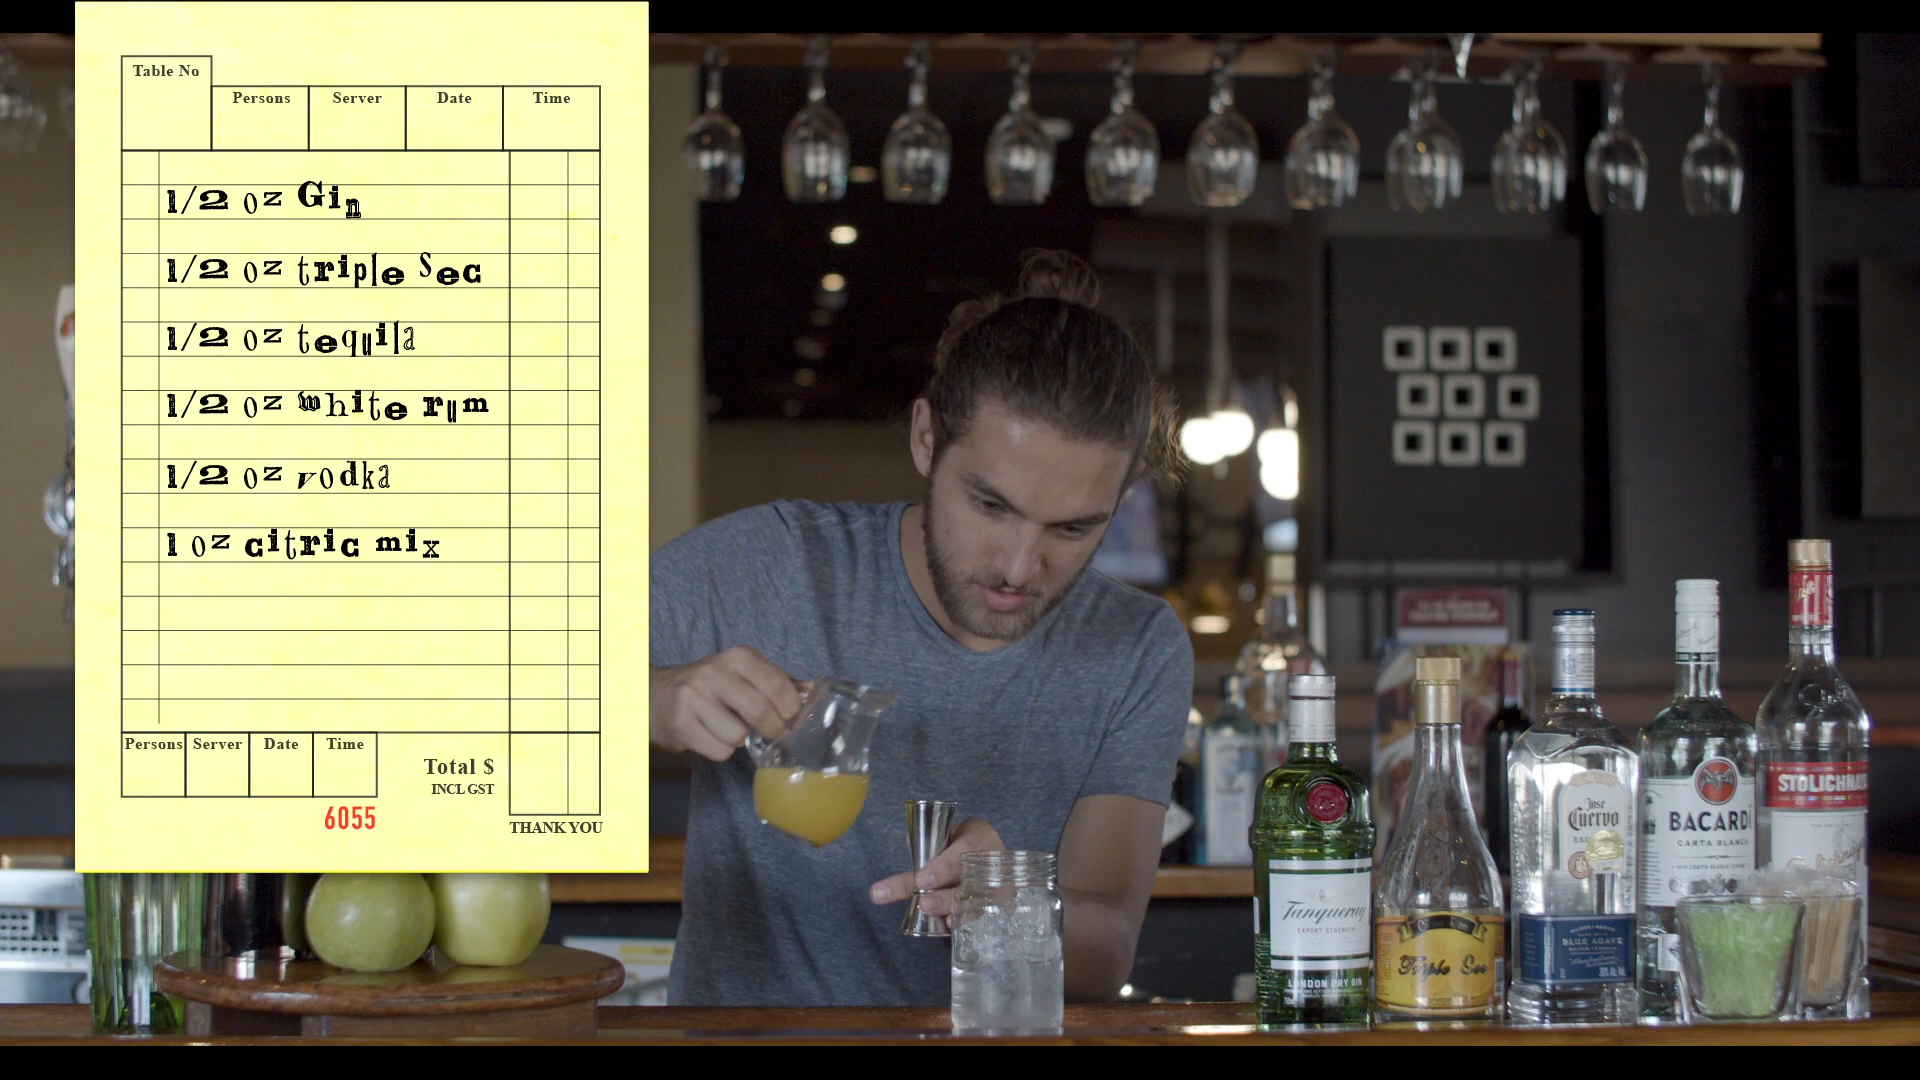 Table No
Persons Server Date Time
1/2 oz Gin
1/2 oz triple Sec
1/2 oz tequila
1/2 oz white rum
1/2 oz vodka
1 oz citric mix
Persons Server Date Time
Total $
INCL GST
6055
THANK YOU
Tanqueray
EXPORT STRENGTH
LONDON DRY GIN
Triple Sec
Jose
Cuervo
BLUE AGAVE
BACARDI
CARTA BLANCA
STOLICHNAYA